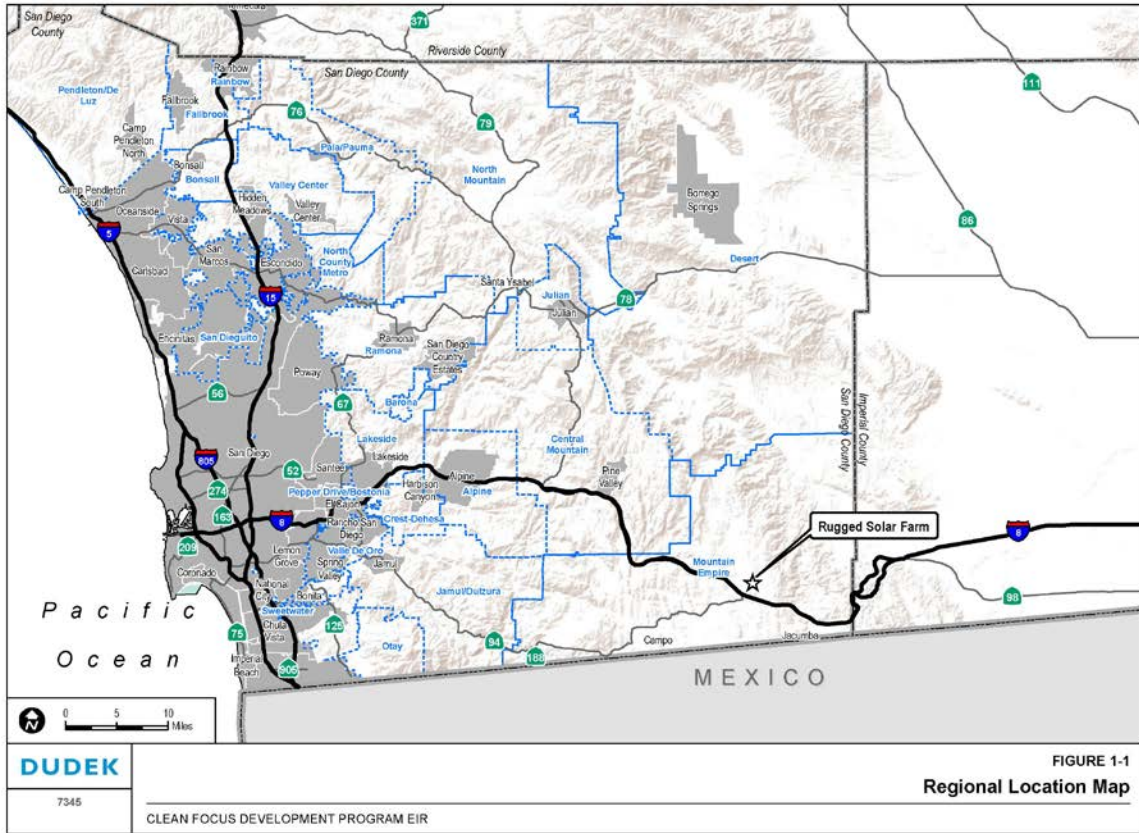 Temecula
San Diego
County
371
Riverside County
San Diego County
Rainbow
Rainbow
Pendleton/De
Luz
Fallbrook
Fallbrook
111
76
79
Camp
Pendleton
North
Pala/Pauma
Bonsall
Bonsall
North
Mountain
Valley Center
Camp Pendleton
South
Hidden
Meadows
Valley
Center
Borrego
Springs
Oceanside
Vista
5
86
San
Marcos
Escondido
North
County
Metro
Carlsbad
Desert
Santa Ysabel
15
Julian
Julian
78
Encinitas
San Dieguito
Ramona
Ramona
San Diego
Country
Estates
Poway
56
67
Barona
Imperial County
San Diego County
Lakeside
Lakeside
Central
Mountain
San Diego
805
52
Santee
Pine
Valley
274
Pepper Drive/Bostonia
Harbison
Canyon
Alpine
Alpine
El Cajon
163
8
Rancho San
Diego
Crest-Dehesa
Rugged Solar Farm
8
209
Lemon
Grove
Valle De Oro
Spring
Valley
Jamul
Mountain
Empire
Coronado
National
City
Bonita
Jamul/Dulzura
98
Sweetwater
Chula
Vista
125
75
Otay
94
188
Campo
Jacumba
Imperial
Beach
905
Pacific
Ocean
MEXICO
N
0 5 10
Miles
DUDEK
7345
FIGURE 1-1
Regional Location Map
CLEAN FOCUS DEVELOPMENT PROGRAM EIR